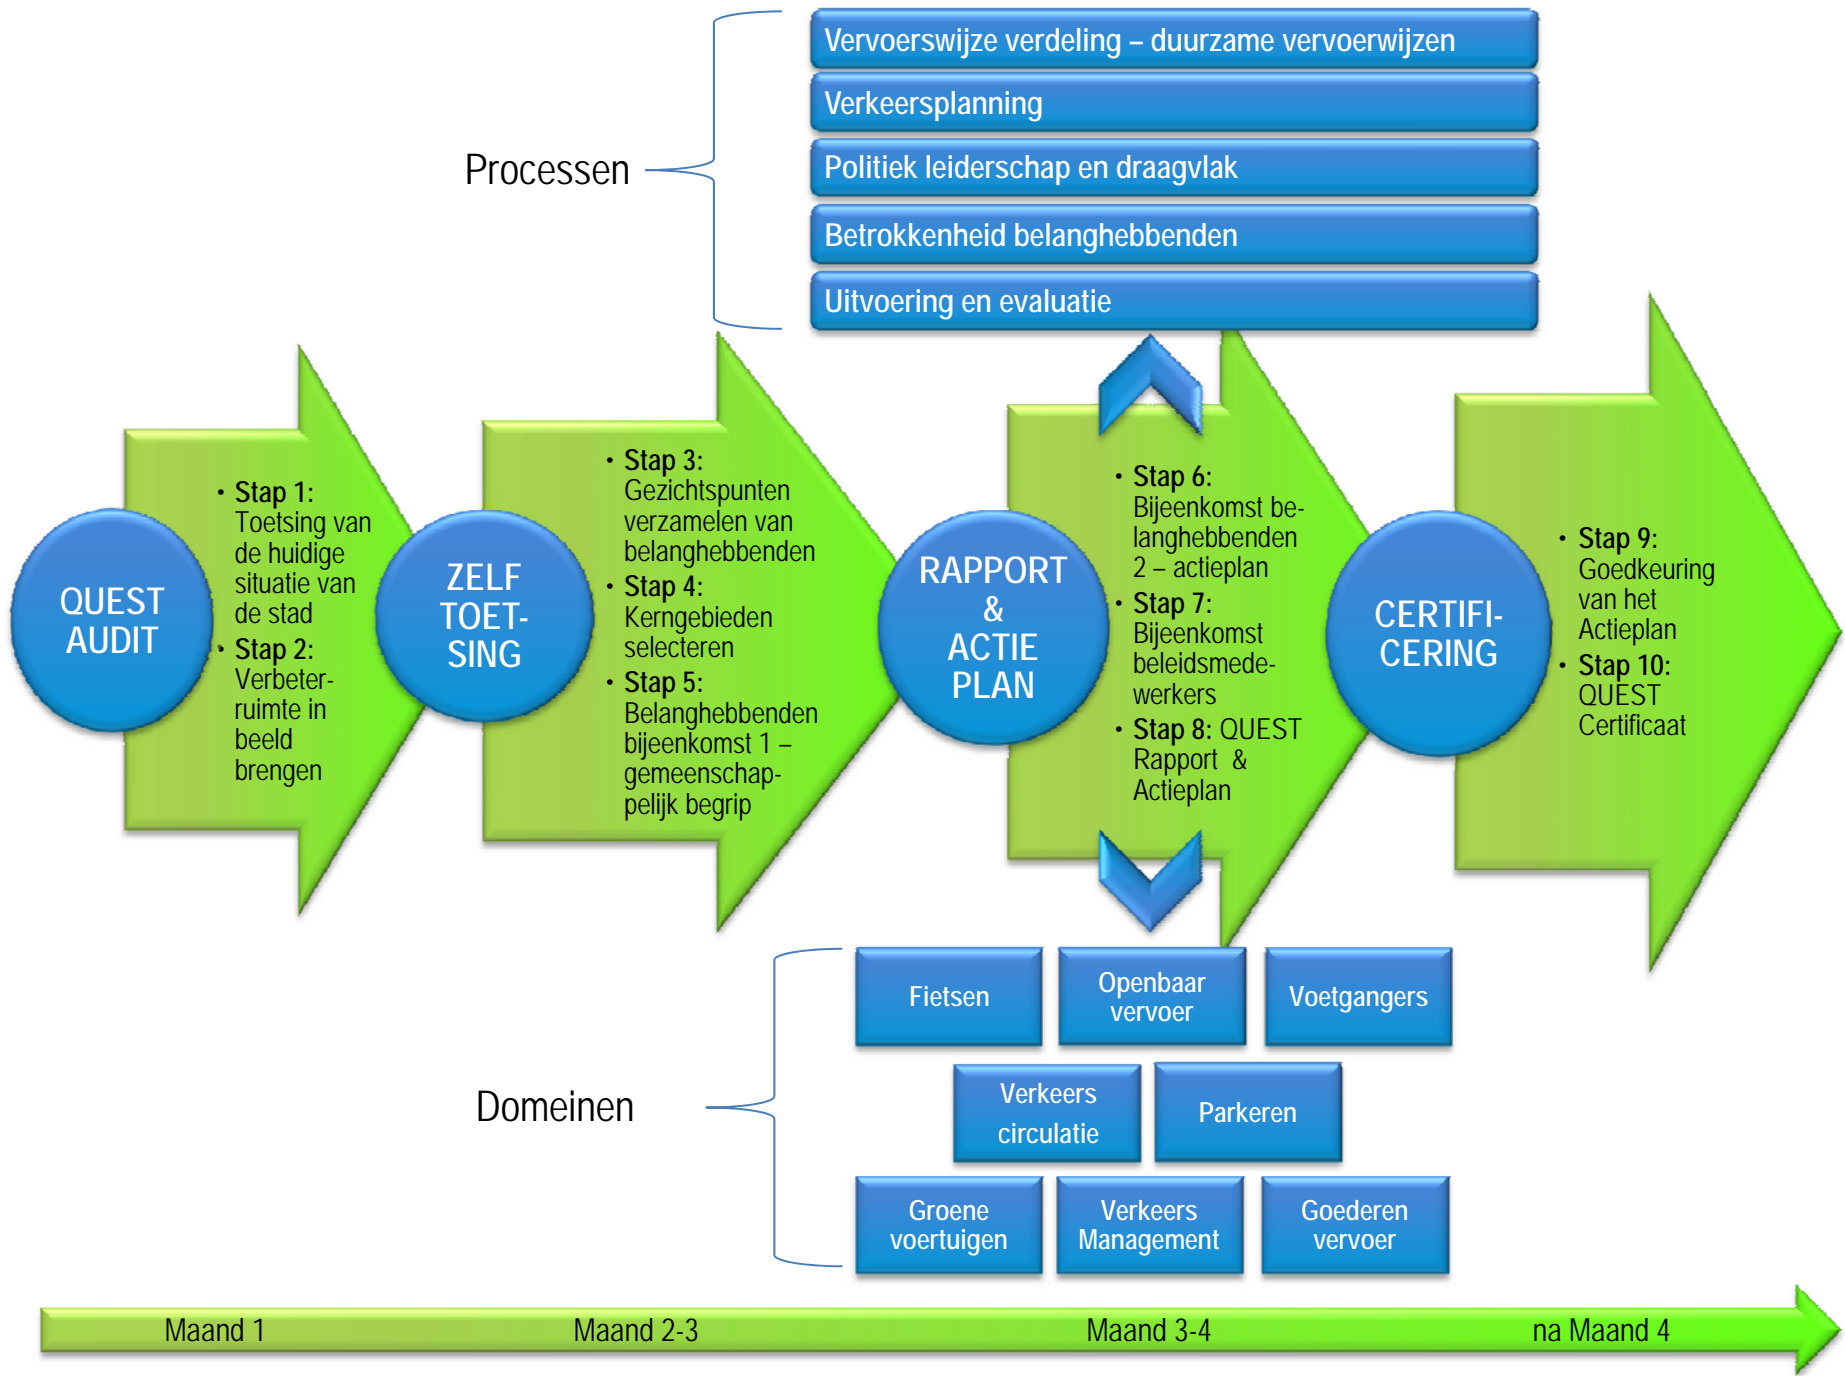 Processen
Vervoerswijze verdeling – duurzame vervoerwijzen
Verkeersplanning
Politiek leiderschap en draagvlak
Betrokkenheid belanghebbenden
Uitvoering en evaluatie
QUEST
AUDIT
• Stap 1:
Toetsing van
de huidige
situatie van
de stad
• Stap 2:
Verbeter-
ruimte in
beeld
brengen
ZELF
TOET-
SING
• Stap 3:
Gezichtspunten
verzamelen van
belanghebbenden
• Stap 4:
Kerngebieden
selecteren
• Stap 5:
Belanghebbenden
bijeenkomst 1 –
gemeenschap-
pelijk begrip
RAPPORT
&
ACTIE
PLAN
• Stap 6:
Bijeenkomst be-
langhebbenden
2 – actieplan
• Stap 7:
Bijeenkomst
beleidsmede-
werkers
• Stap 8: QUEST
Rapport &
Actieplan
CERTIFI-
CERING
• Stap 9:
Goedkeuring
van het
Actieplan
• Stap 10:
QUEST
Certificaat
Domeinen
Fietsen
Openbaar
vervoer
Voetgangers
Verkeers
circulatie
Parkeren
Groene
voertuigen
Verkeers
Management
Goederen
vervoer
Maand 1
Maand 2-3
Maand 3-4
na Maand 4